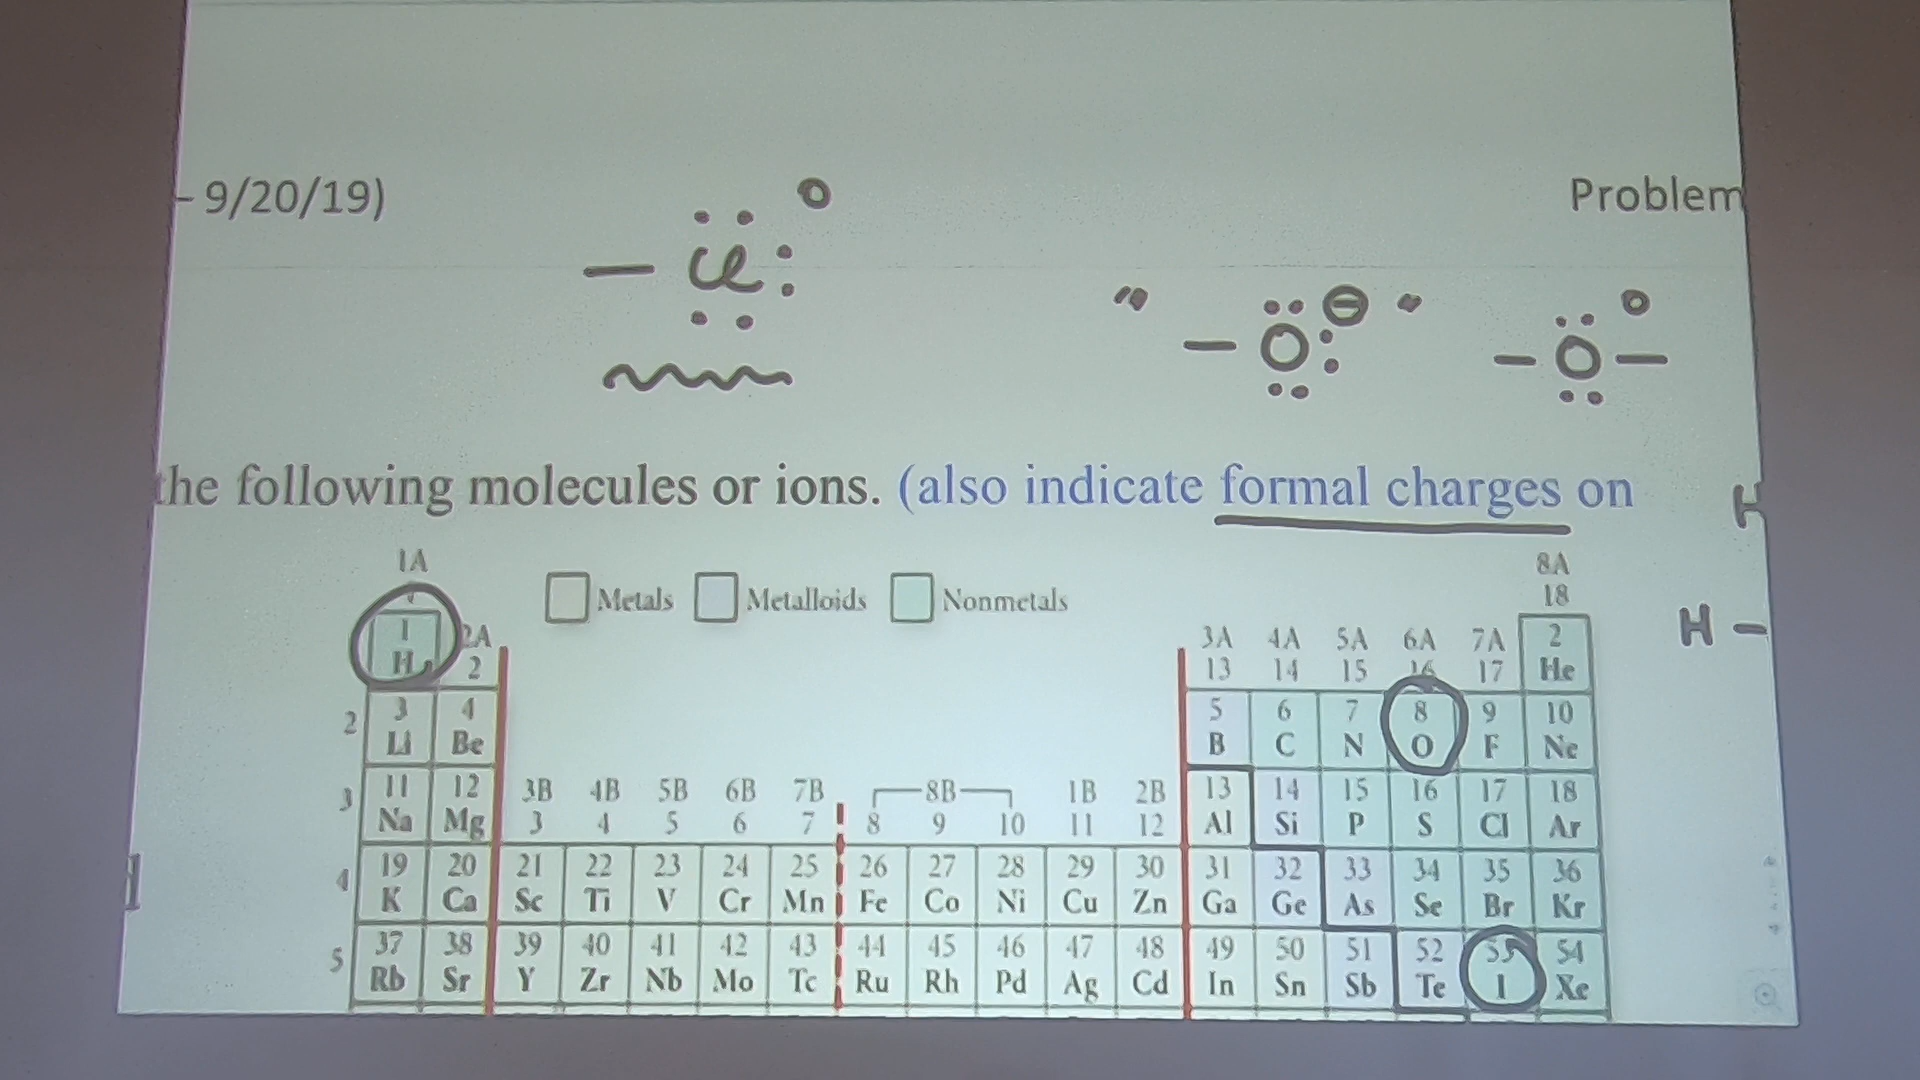 - 9/20/19)
Problem
– Cl :
" – O : ⊖ "
– O –
the following molecules or ions. (also indicate formal charges on
H –
1A
8A
18
Metals Metalloids Nonmetals
1 2A 3A 4A 5A 6A 7A 2
H 2 13 14 15 16 17 He
2 3 4 5 6 7 8 9 10
Li Be B C N O F Ne
3 11 12 3B 4B 5B 6B 7B 8B 1B 2B 13 14 15 16 17 18
Na Mg 3 4 5 6 7 8 9 10 11 12 Al Si P S Cl Ar
4 19 20 21 22 23 24 25 26 27 28 29 30 31 32 33 34 35 36
K Ca Sc Ti V Cr Mn Fe Co Ni Cu Zn Ga Ge As Se Br Kr
5 37 38 39 40 41 42 43 44 45 46 47 48 49 50 51 52 53 54
Rb Sr Y Zr Nb Mo Tc Ru Rh Pd Ag Cd In Sn Sb Te I Xe